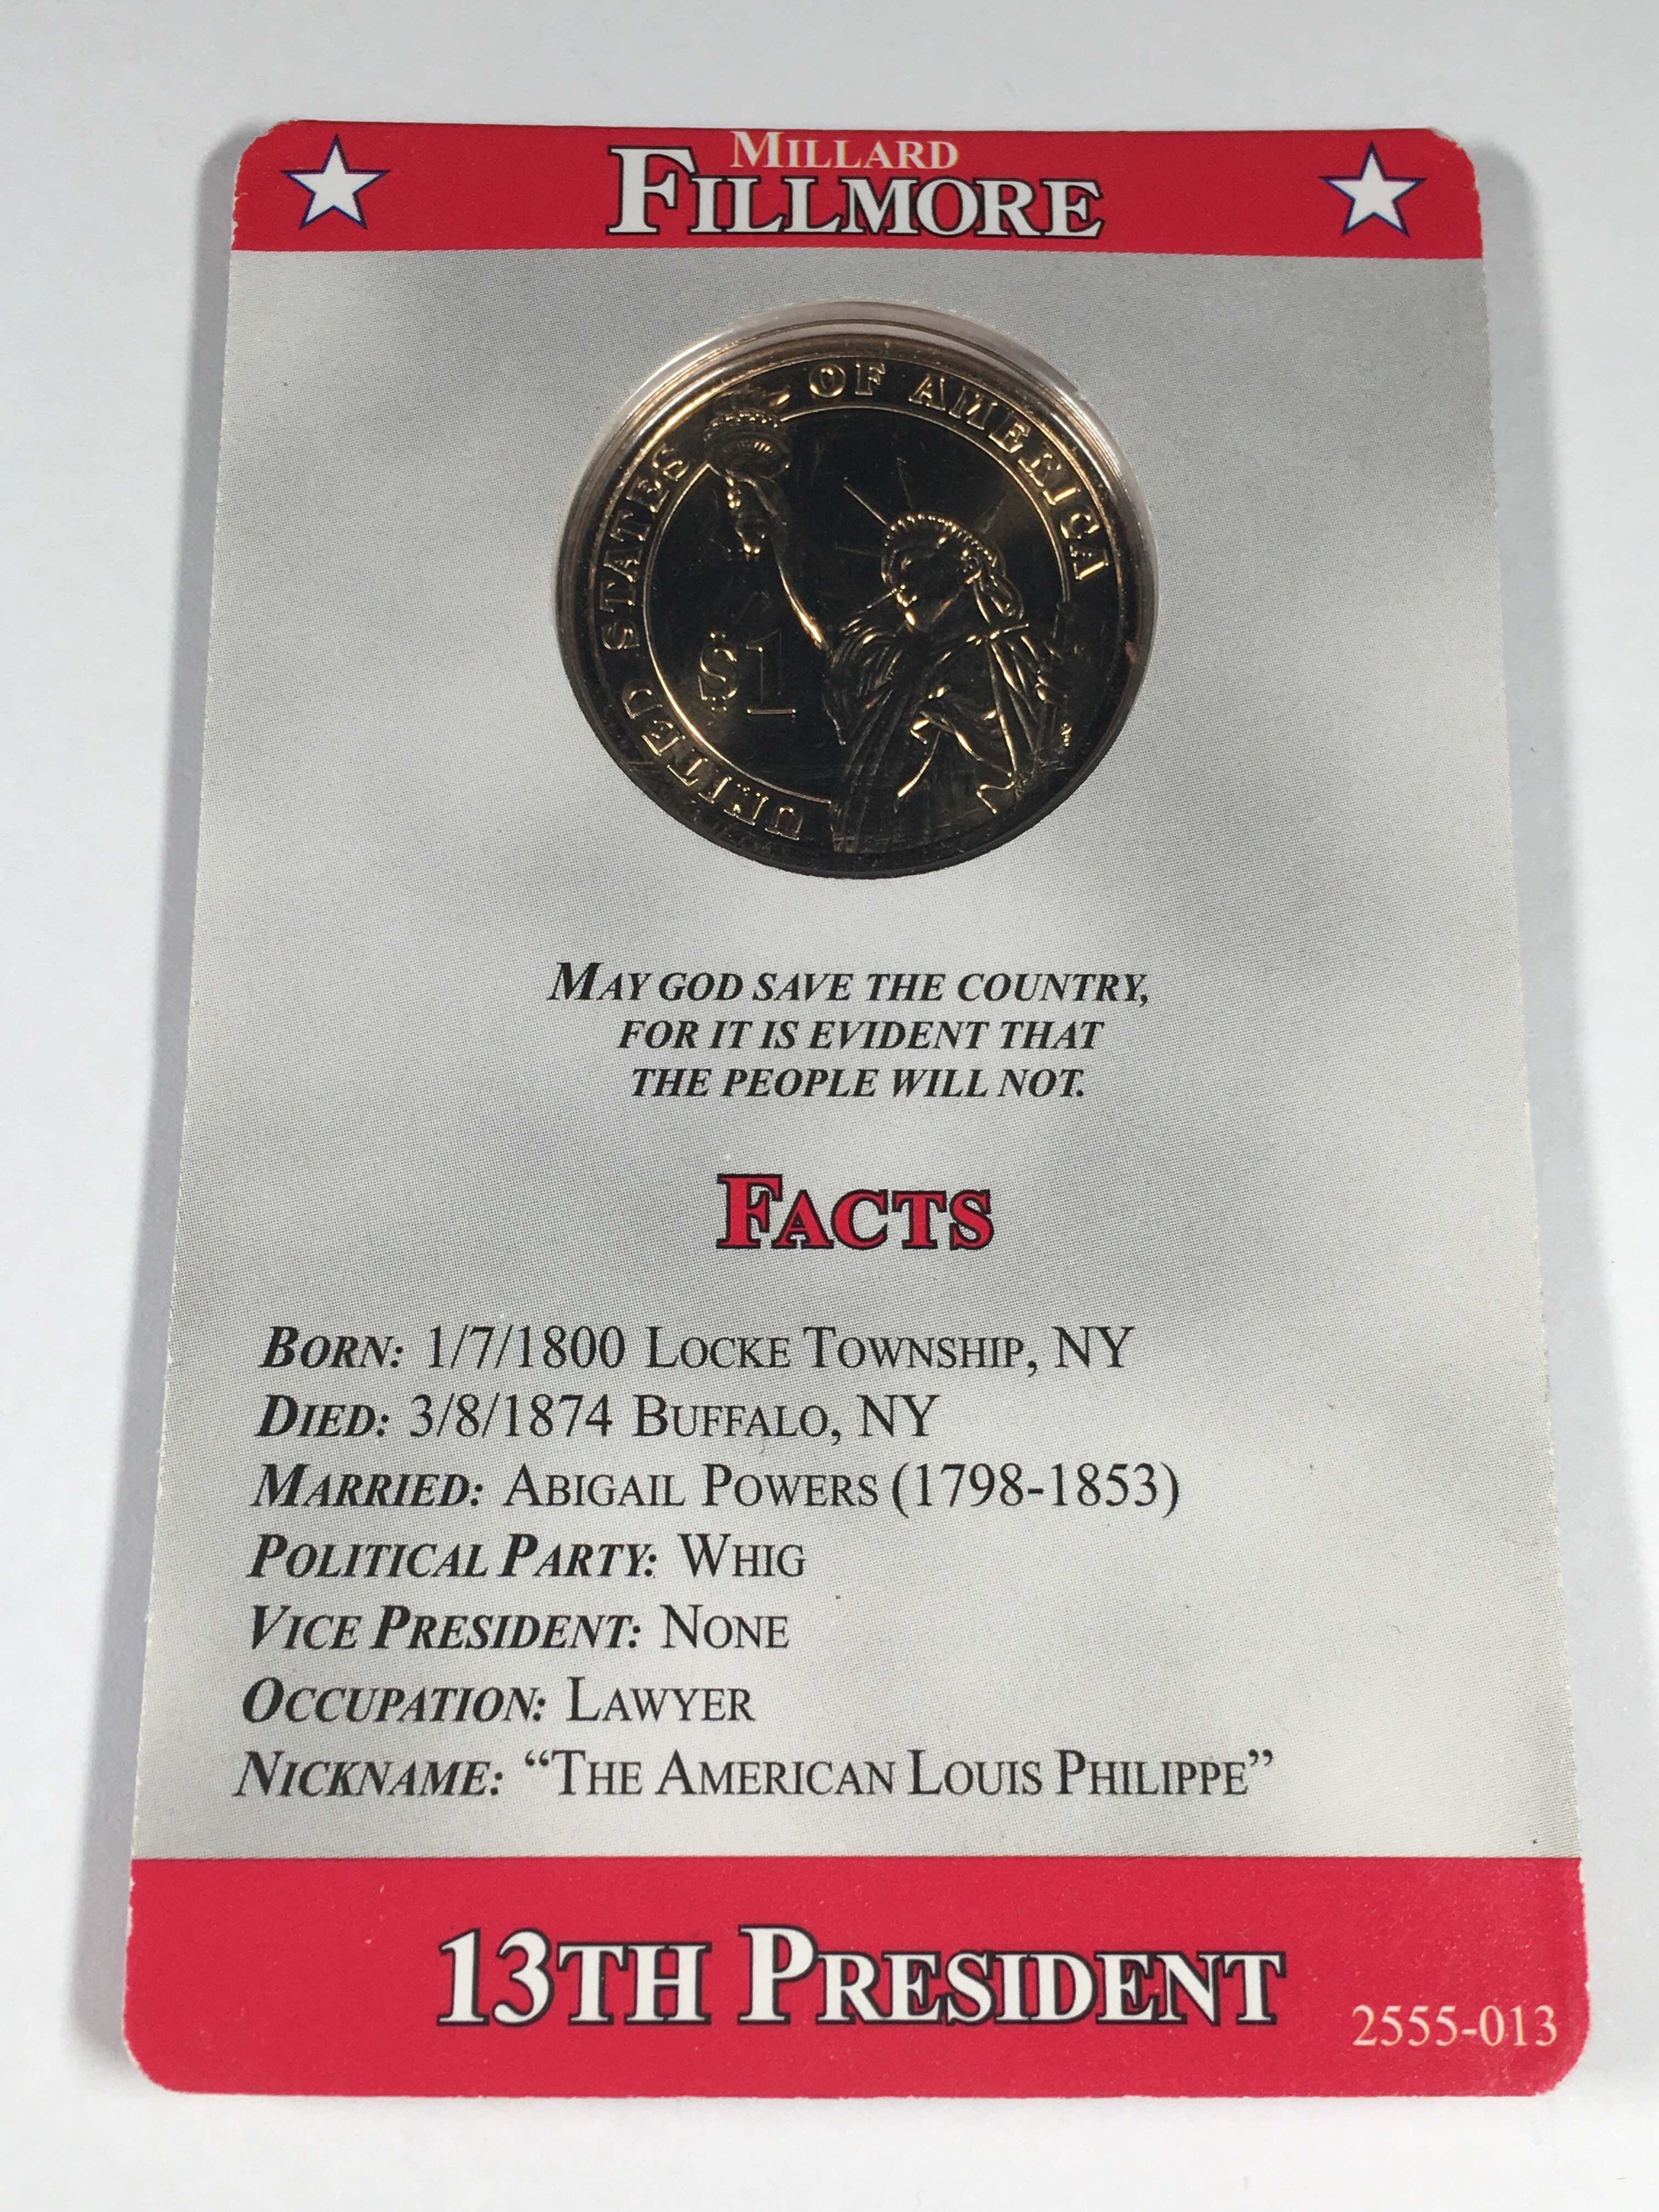 MILLARD
FILLMORE
UNITED STATES OF AMERICA
$1
MAY GOD SAVE THE COUNTRY,
FOR IT IS EVIDENT THAT
THE PEOPLE WILL NOT.
FACTS
BORN: 1/7/1800 LOCKE TOWNSHIP, NY
DIED: 3/8/1874 BUFFALO, NY
MARRIED: ABIGAIL POWERS (1798-1853)
POLITICAL PARTY: WHIG
VICE PRESIDENT: NONE
OCCUPATION: LAWYER
NICKNAME: “THE AMERICAN LOUIS PHILIPPE”
13TH PRESIDENT
2555-013